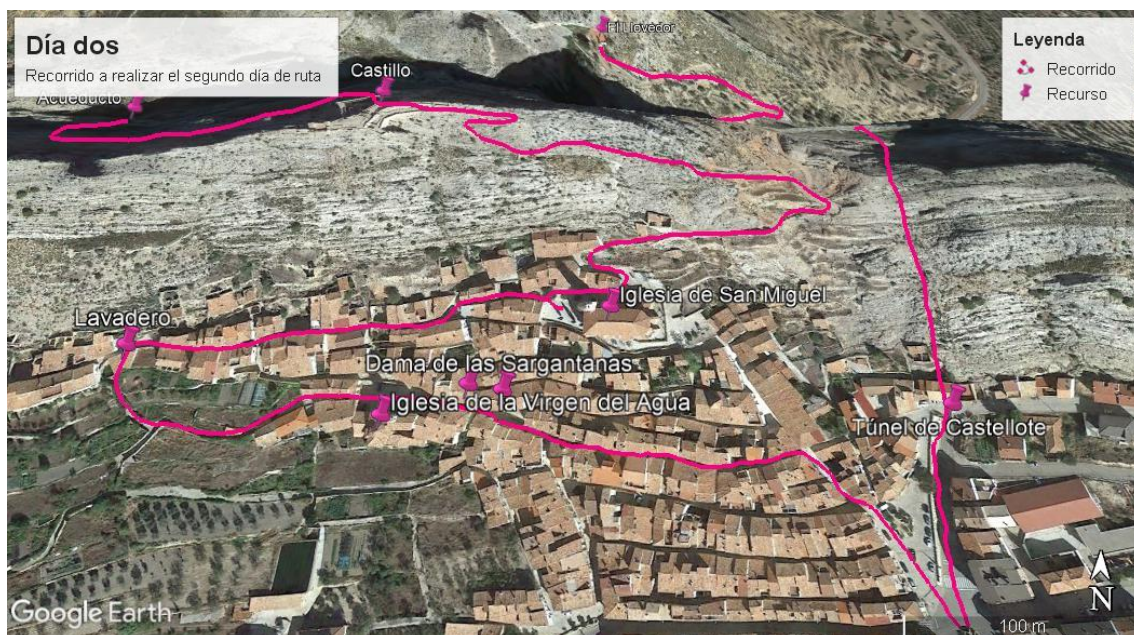 Día dos
Recorrido a realizar el segundo día de ruta
Leyenda
Recorrido
Recurso
El Llovedor
Castillo
Acueducto
Iglesia de San Miguel
Lavadero
Dama de las Sargantanas
Iglesia de la Virgen del Agua
Túnel de Castellote
Google Earth
N
100 m